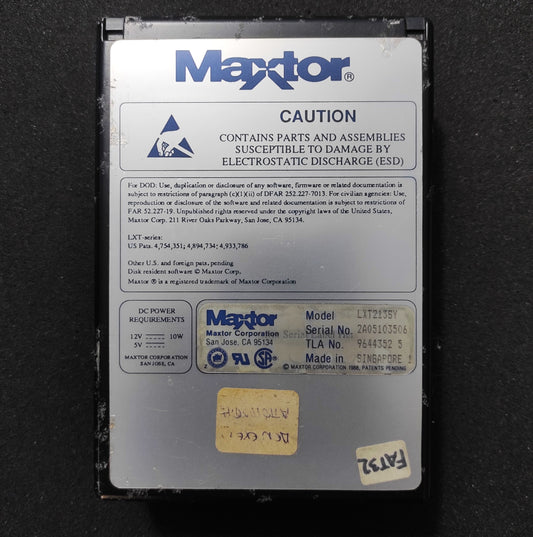 Maxtor®
CAUTION
CONTAINS PARTS AND ASSEMBLIES
SUSCEPTIBLE TO DAMAGE BY
ELECTROSTATIC DISCHARGE (ESD)
For DOD: Use, duplication or disclosure of any software, firmware or related documentation is
subject to restrictions of paragraph (c)(1)(ii) of DFAR 252.227-7013. For civilian agencies: Use,
reproduction or disclosure of the software and related documentation is subject to restrictions of
FAR 52.227-19. Unpublished rights reserved under the copyright laws of the United States,
Maxtor Corp. 211 River Oaks Parkway, San Jose, CA 95134.
LXT-series:
US Pats. 4,754,351; 4,894,734; 4,933,786
Other U.S. and foreign pats. pending
Disk resident software © Maxtor Corp.
Maxtor ® is a registered trademark of Maxtor Corporation
DC POWER
REQUIREMENTS
12V 10W
5V
MAXTOR CORPORATION
SAN JOSE, CA
Maxtor
Maxtor Corporation
San Jose, CA 95134
Model LXT213SY
Serial No. 2A05103506
TLA No. 9644352 5
Made in SINGAPORE
© MAXTOR CORPORATION 1988, PATENTS PENDING
FAT32